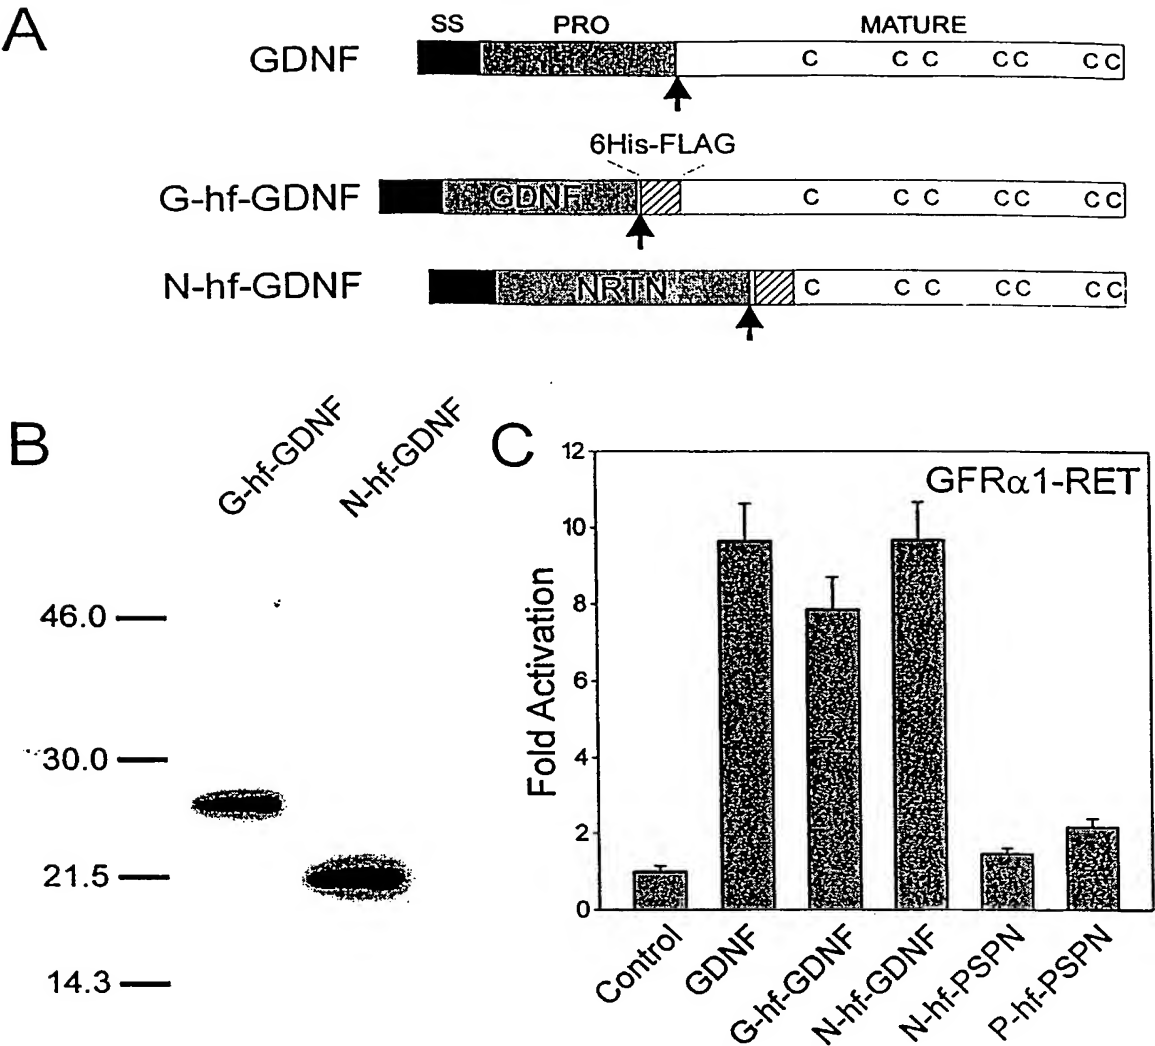 A
SS PRO MATURE
GDNF C C C C C C C
6His-FLAG
G-hf-GDNF GDNF C C C C C C C
N-hf-GDNF NRTN C C C C C C C
B
G-hf-GDNF
N-hf-GDNF
46.0
30.0
21.5
14.3
C
GFRα1-RET
Fold Activation
12
10
8
6
4
2
0
Control
GDNF
G-hf-GDNF
N-hf-GDNF
N-hf-PSPN
P-hf-PSPN